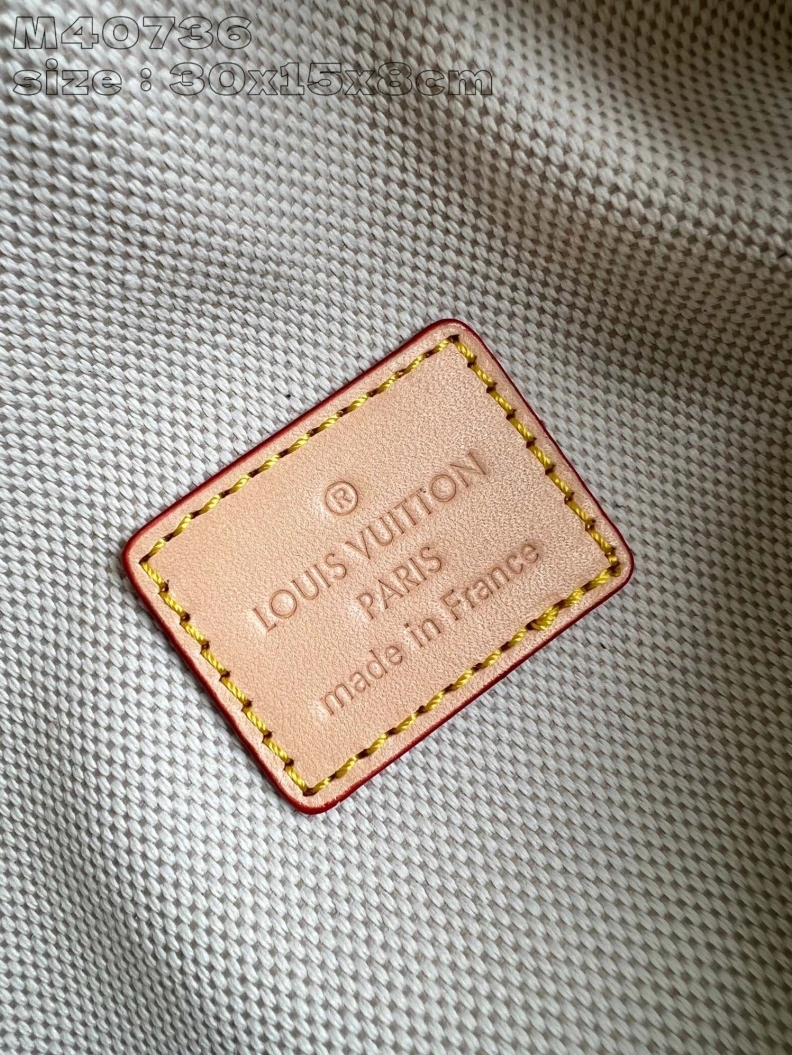 M40736
size : 30x15x8cm
®
LOUIS VUITTON
PARIS
made in France